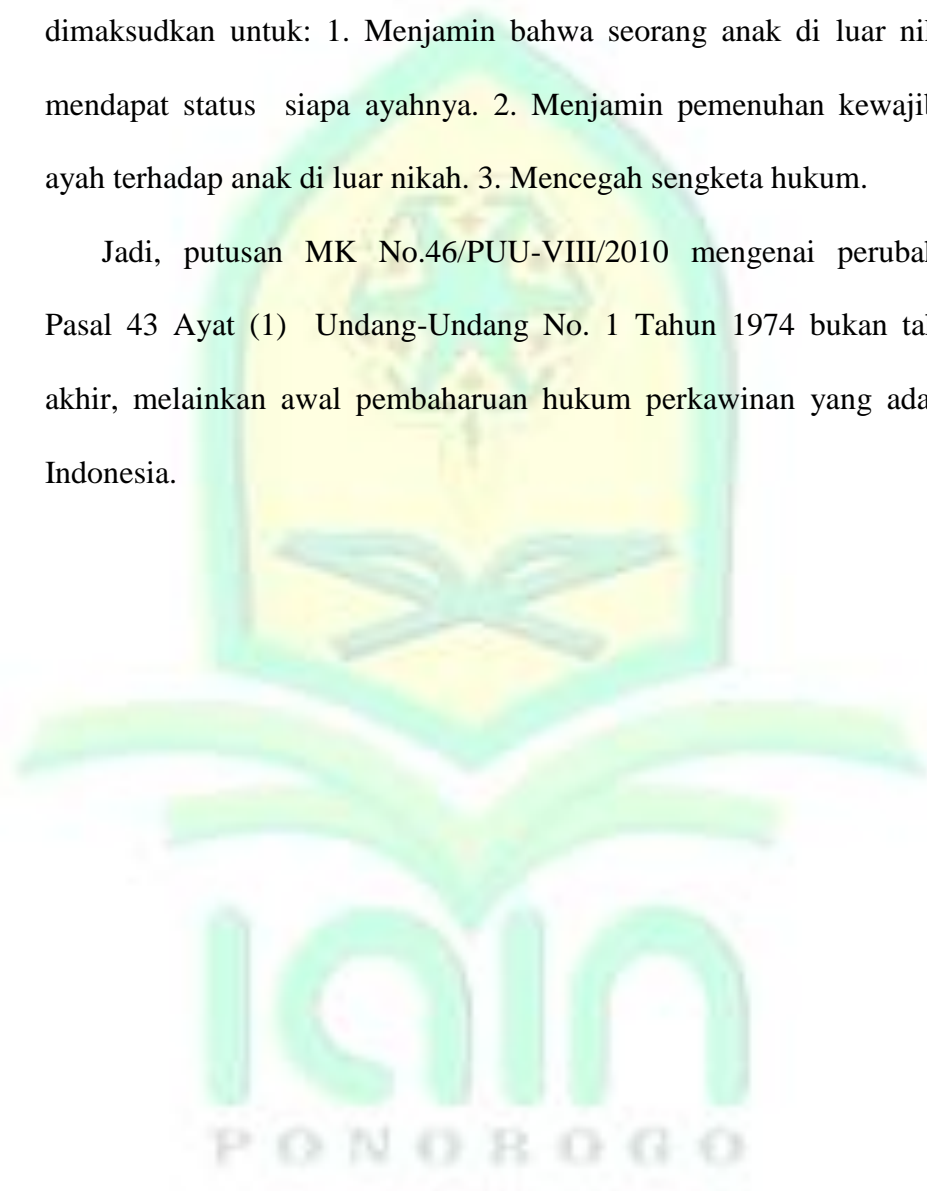 dimaksudkan untuk: 1. Menjamin bahwa seorang anak di luar
mendapat status siapa ayahnya. 2. Menjamin pemenuhan
ayah terhadap anak di luar nikah. 3. Mencegah sengketa hukum.
Jadi, putusan MK No.46/PUU-VIII/2010 mengenai
Pasal 43 Ayat (1) Undang-Undang No. 1 Tahun 1974 bukan
akhir, melainkan awal pembaharuan hukum perkawinan yang
Indonesia.
iain
PONOROGO